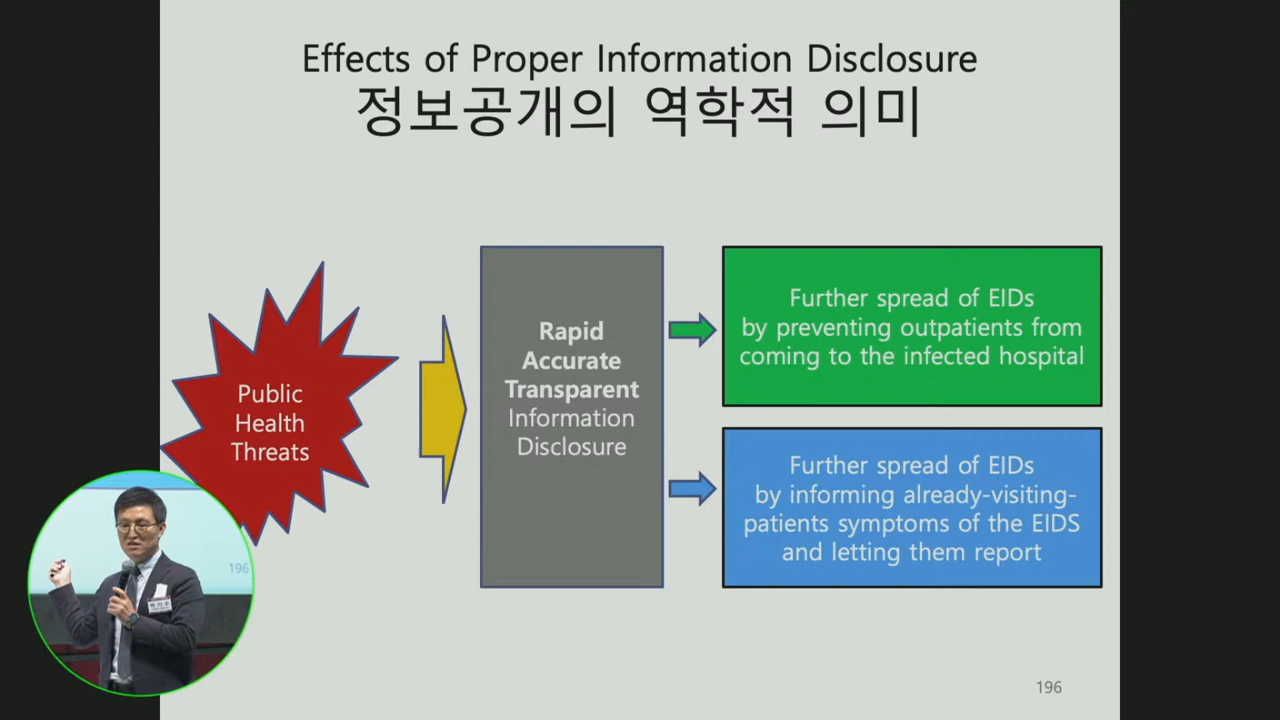 Effects of Proper Information Disclosure
정보공개의 역학적 의미
Public
Health
Threats
Rapid
Accurate
Transparent
Information
Disclosure
Further spread of EIDs
by preventing outpatients from
coming to the infected hospital
Further spread of EIDs
by informing already-visiting-
patients symptoms of the EIDS
and letting them report
196
196